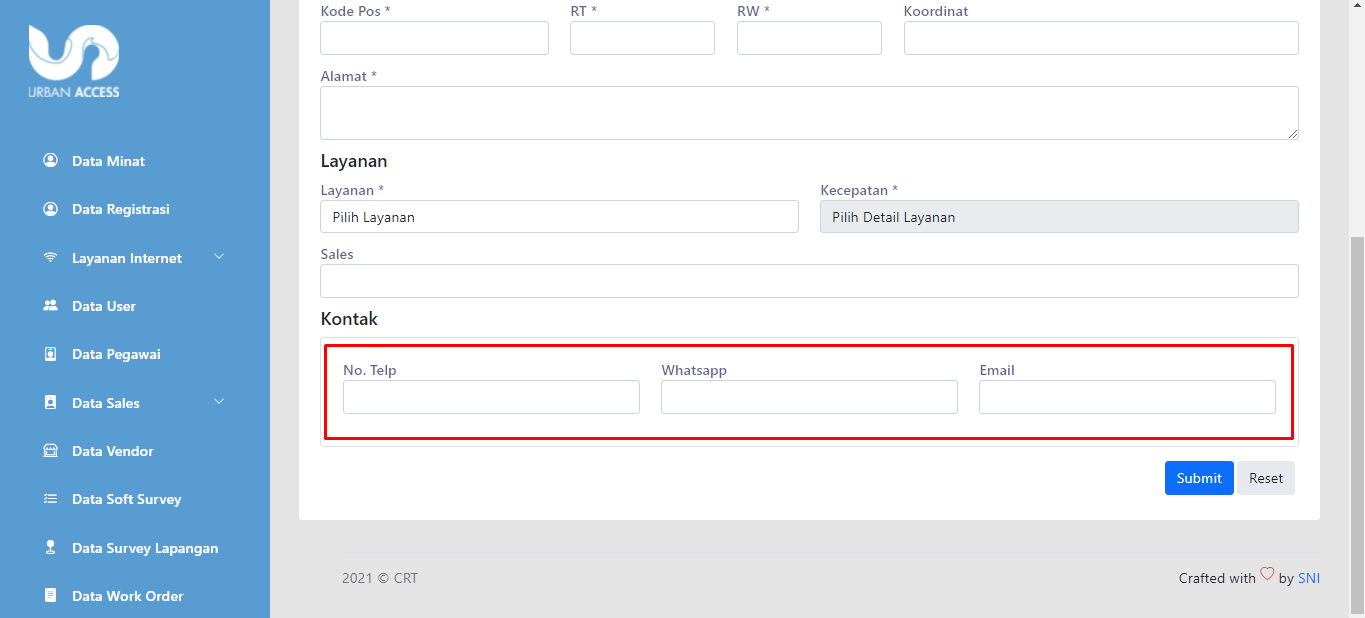 URBAN ACCESS
Data Minat
Data Registrasi
Layanan Internet
Data User
Data Pegawai
Data Sales
Data Vendor
Data Soft Survey
Data Survey Lapangan
Data Work Order
Kode Pos * RT * RW * Koordinat
Alamat *
Layanan
Layanan * Kecepatan *
Pilih Layanan Pilih Detail Layanan
Sales
Kontak
No. Telp Whatsapp Email
Submit Reset
2021 © CRT Crafted with ♡ by SNI